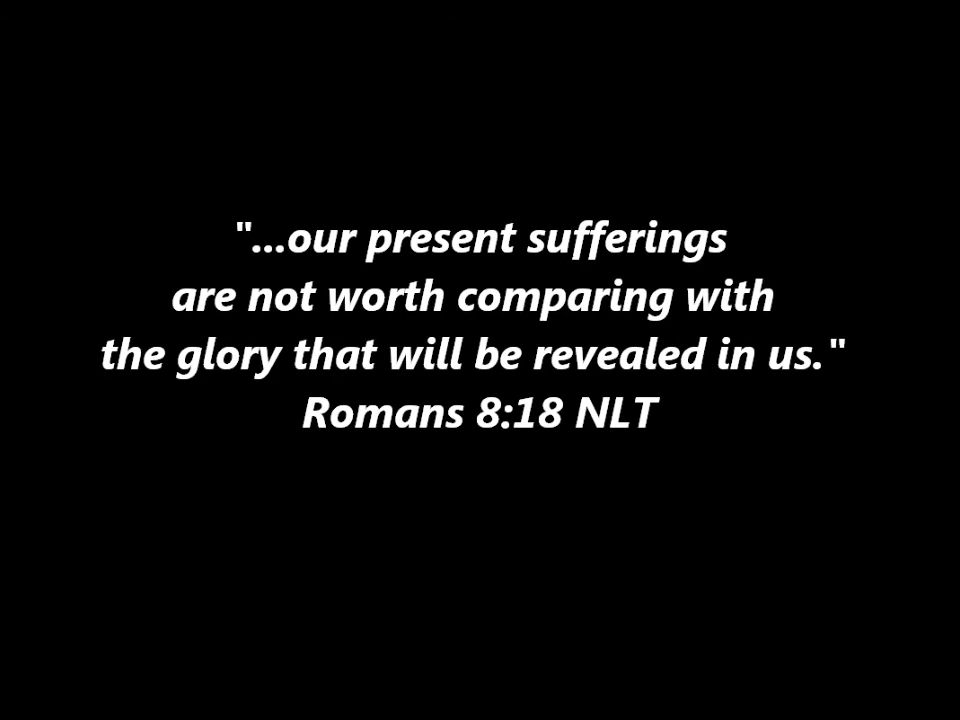 "...our present sufferings
are not worth comparing with
the glory that will be revealed in us."
Romans 8:18 NLT